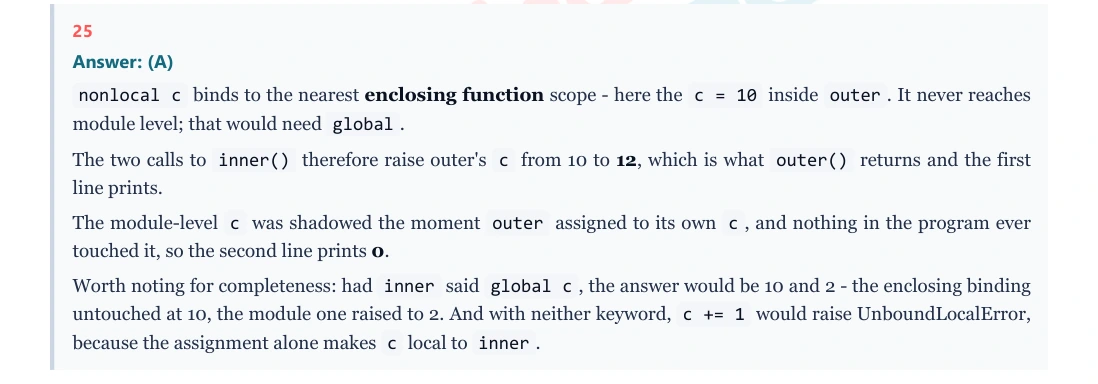 25
Answer: (A)
nonlocal c binds to the nearest enclosing function scope - here the c = 10 inside outer . It never reaches
module level; that would need global .
The two calls to inner() therefore raise outer's c from 10 to 12, which is what outer() returns and the first
line prints.
The module-level c was shadowed the moment outer assigned to its own c , and nothing in the program ever
touched it, so the second line prints 0.
Worth noting for completeness: had inner said global c , the answer would be 10 and 2 - the enclosing binding
untouched at 10, the module one raised to 2. And with neither keyword, c += 1 would raise UnboundLocalError,
because the assignment alone makes c local to inner .